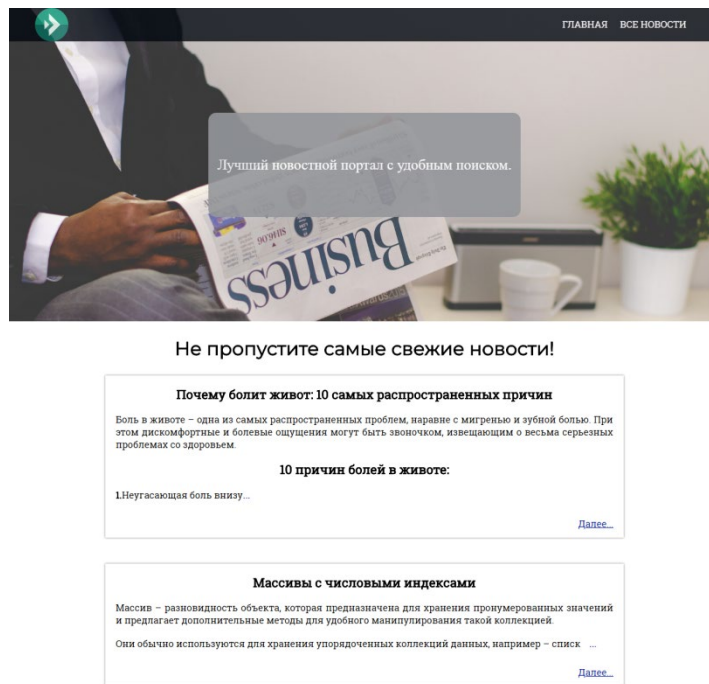 ГЛАВНАЯ ВСЕ НОВОСТИ
Лучший новостной портал с удобным поиском.
$16,903
Business
Не пропустите самые свежие новости!
Почему болит живот: 10 самых распространенных причин
Боль в животе – одна из самых распространенных проблем, наравне с мигренью и зубной болью. При
этом дискомфортные и болевые ощущения могут быть звоночком, извещающим о весьма серьезных
проблемах со здоровьем.
10 причин болей в животе:
1.Неугасающая боль внизу...
Далее...
Массивы с числовыми индексами
Массив – разновидность объекта, которая предназначена для хранения пронумерованных значений
и предлагает дополнительные методы для удобного манипулирования такой коллекцией.
Они обычно используются для хранения упорядоченных коллекций данных, например – списк ...
Далее...